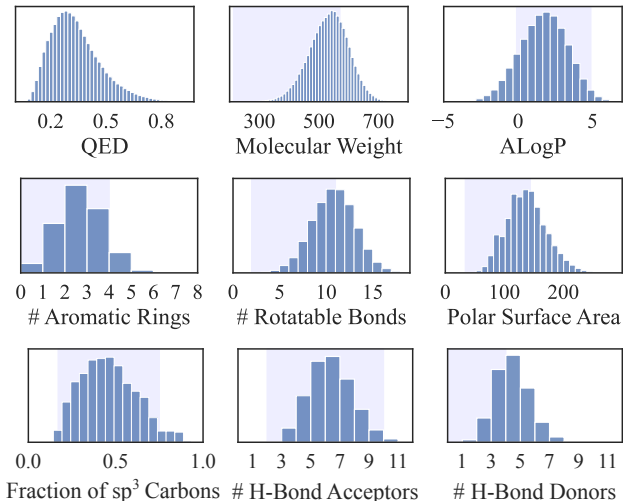 0.2 0.5 0.8
QED
300 500 700
Molecular Weight
−5 0 5
ALogP
0 1 2 3 4 5 6 7 8
# Aromatic Rings
0 5 10 15
# Rotatable Bonds
0 100 200
Polar Surface Area
0.0 0.5 1.0
Fraction of sp³ Carbons
1 3 5 7 9 11
# H-Bond Acceptors
1 3 5 7 9 11
# H-Bond Donors